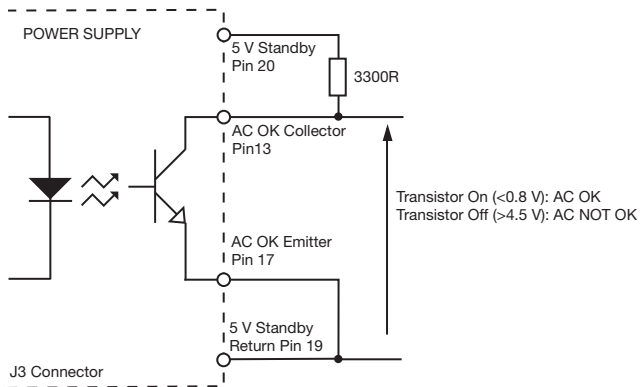 POWER SUPPLY
5 V Standby
Pin 20
3300R
AC OK Collector
Pin13
Transistor On (<0.8 V): AC OK
Transistor Off (>4.5 V): AC NOT OK
AC OK Emitter
Pin 17
5 V Standby
Return Pin 19
J3 Connector